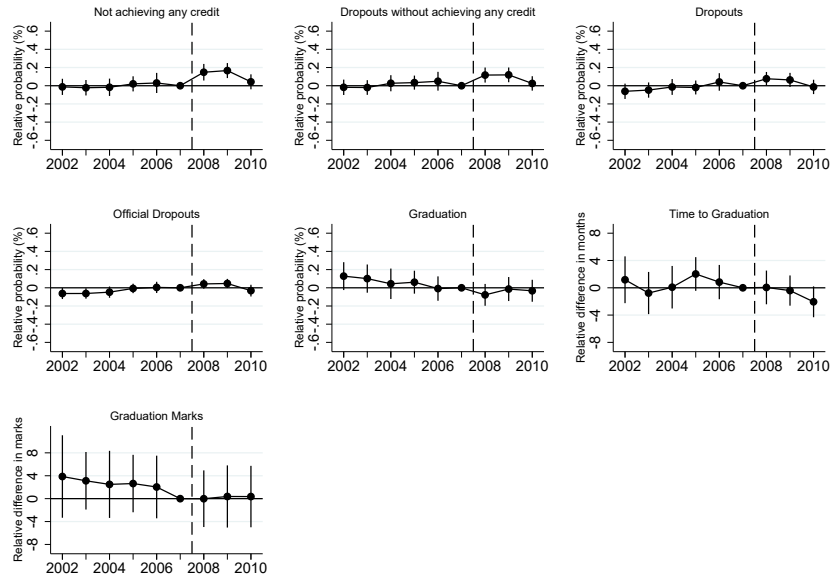 Not achieving any credit
Relative probability (%)
-.6 -.4 -.2 0 .2 .4 .6
2002 2004 2006 2008 2010
Dropouts without achieving any credit
Relative probability (%)
-.6 -.4 -.2 0 .2 .4 .6
2002 2004 2006 2008 2010
Dropouts
Relative probability (%)
-.6 -.4 -.2 0 .2 .4 .6
2002 2004 2006 2008 2010
Official Dropouts
Relative probability (%)
-.6 -.4 -.2 0 .2 .4 .6
2002 2004 2006 2008 2010
Graduation
Relative probability (%)
-.6 -.4 -.2 0 .2 .4 .6
2002 2004 2006 2008 2010
Time to Graduation
Relative difference in months
-8 -4 0 4 8
2002 2004 2006 2008 2010
Graduation Marks
Relative difference in marks
-8 -4 0 4 8
2002 2004 2006 2008 2010